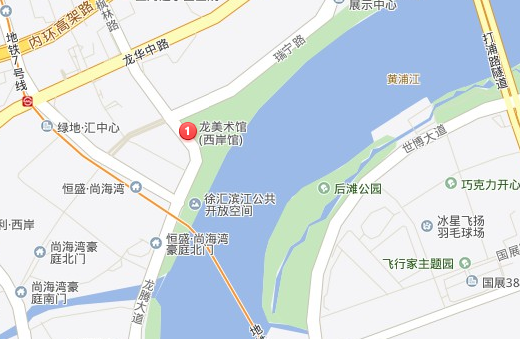 展示中心
枫林路
内环高架路
地铁7号线
龙华中路
瑞宁路
打浦路隧道
黄浦江
绿地·汇中心
1
龙美术馆
(西岸馆)
世博大道
恒盛·尚海湾
徐汇滨江公共
开放空间
后滩公园
巧克力开心
利·西岸
恒盛·尚海湾
豪庭北门
冰星飞扬
羽毛球场
尚海湾豪
庭北门
飞行家主题园
国展
尚海湾豪
庭南门
龙腾大道
国展38
地铁